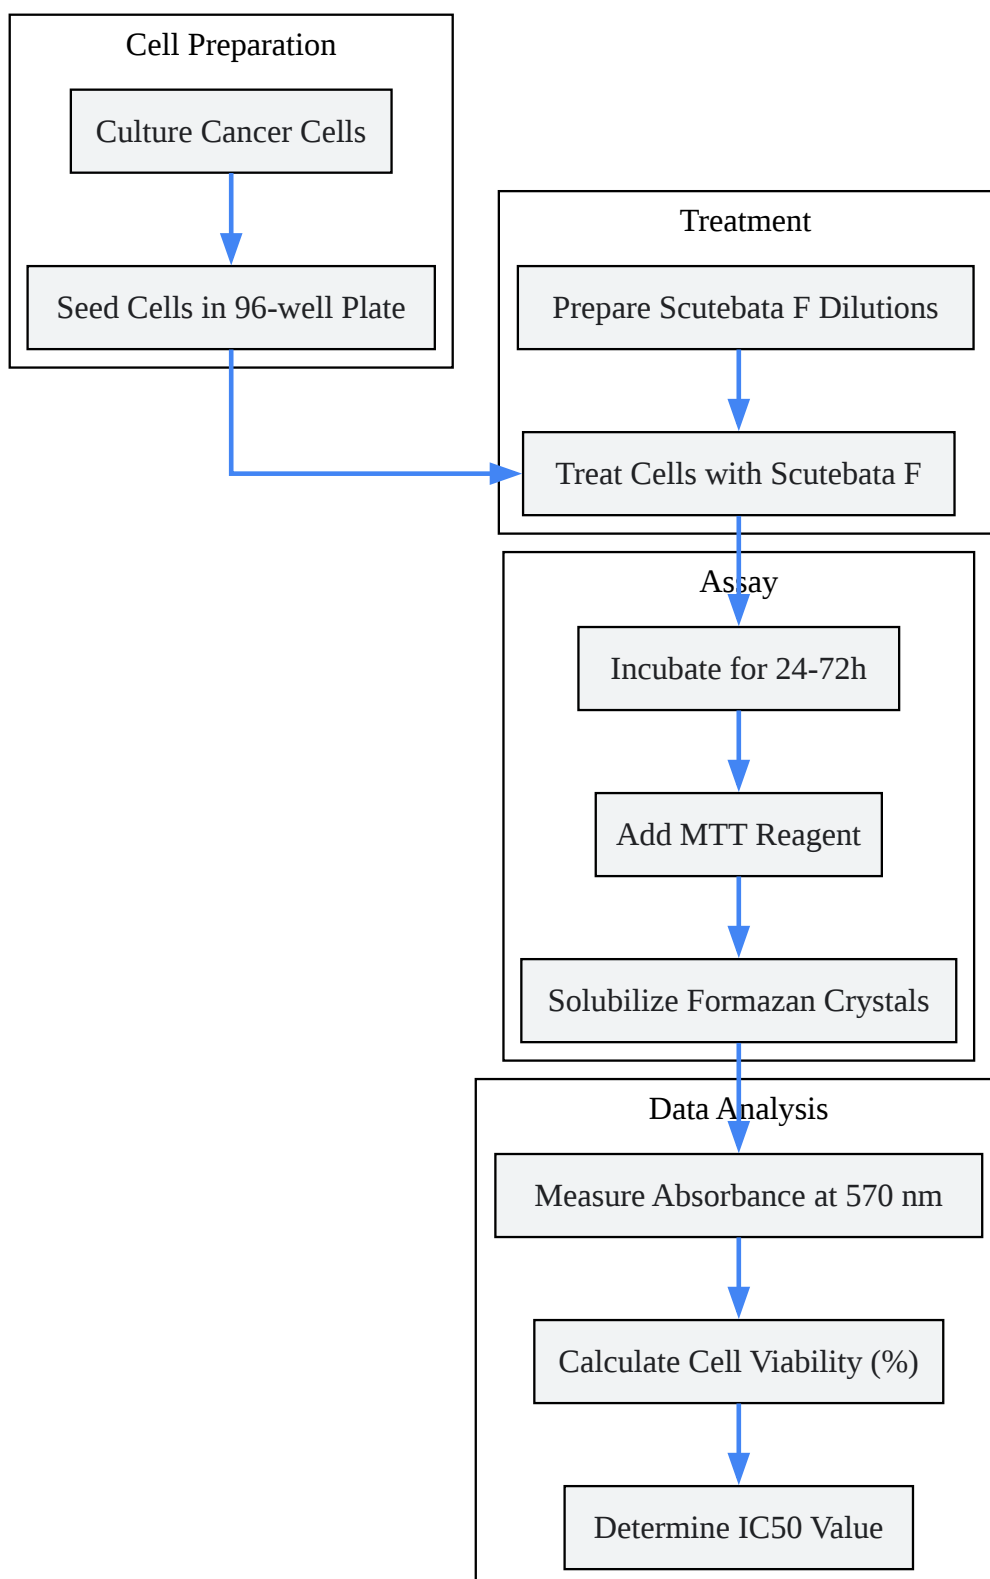 Cell Preparation
Culture Cancer Cells
Seed Cells in 96-well Plate
Treatment
Prepare Scutebata F Dilutions
Treat Cells with Scutebata F
Assay
Incubate for 24-72h
Add MTT Reagent
Solubilize Formazan Crystals
Data Analysis
Measure Absorbance at 570 nm
Calculate Cell Viability (%)
Determine IC50 Value